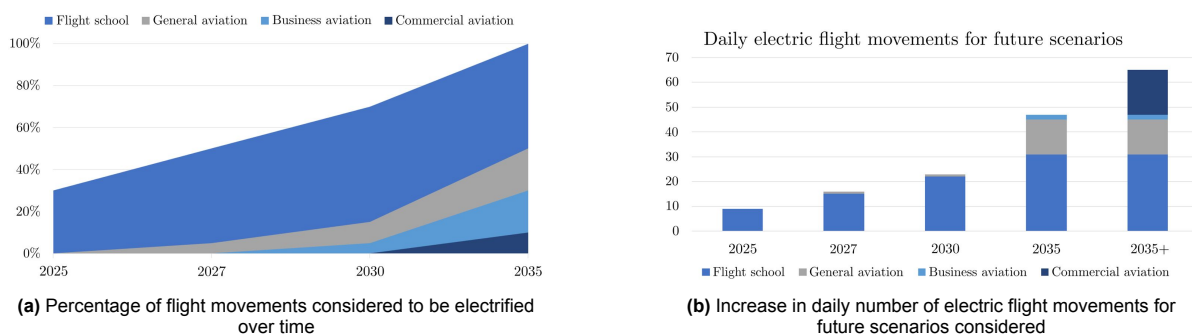 Flight school General aviation Business aviation Commercial aviation
100%
80%
60%
40%
20%
0%
2025 2027 2030 2035
(a) Percentage of flight movements considered to be electrified
over time
Daily electric flight movements for future scenarios
70
60
50
40
30
20
10
0
2025 2027 2030 2035 2035+
Flight school General aviation Business aviation Commercial aviation
(b) Increase in daily number of electric flight movements for
future scenarios considered